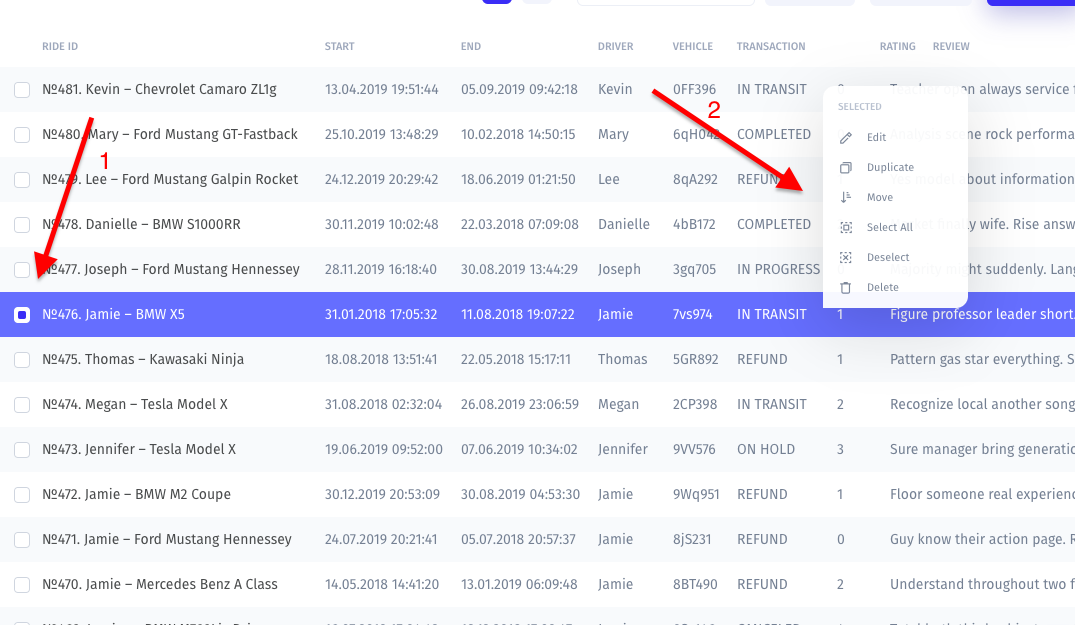 RIDE ID START END DRIVER VEHICLE TRANSACTION RATING REVIEW
№481. Kevin – Chevrolet Camaro ZL1g 13.04.2019 19:51:44 05.09.2019 09:42:18 Kevin 0FF396 IN TRANSIT always service
SELECTED
№480. Mary – Ford Mustang GT-Fastback 25.10.2019 13:48:29 10.02.2018 14:50:15 Mary 6qH042 COMPLETED rock performa
1
2
Edit
Duplicate
№479. Lee – Ford Mustang Galpin Rocket 24.12.2019 20:29:42 18.06.2019 01:21:50 Lee 8qA292 REFUND about information
Move
№478. Danielle – BMW S1000RR 30.11.2019 10:02:48 22.03.2018 07:09:08 Danielle 4bB172 COMPLETED wife. Rise answ
Select All
Deselect
№477. Joseph – Ford Mustang Hennessey 28.11.2019 16:18:40 30.08.2019 13:44:29 Joseph 3gq705 IN PROGRESS might suddenly. Lang
Delete
№476. Jamie – BMW X5 31.01.2018 17:05:32 11.08.2018 19:07:22 Jamie 7vs974 IN TRANSIT 1 Figure professor leader short.
№475. Thomas – Kawasaki Ninja 18.08.2018 13:51:41 22.05.2018 15:17:11 Thomas 5GR892 REFUND 1 Pattern gas star everything. S
№474. Megan – Tesla Model X 31.08.2018 02:32:04 26.08.2019 23:06:59 Megan 2CP398 IN TRANSIT 2 Recognize local another song
№473. Jennifer – Tesla Model X 19.06.2019 09:52:00 07.06.2019 10:34:02 Jennifer 9VV576 ON HOLD 3 Sure manager bring generatio
№472. Jamie – BMW M2 Coupe 30.12.2019 20:53:09 30.08.2019 04:53:30 Jamie 9Wq951 REFUND 1 Floor someone real experienc
№471. Jamie – Ford Mustang Hennessey 24.07.2019 20:21:41 05.07.2018 20:57:37 Jamie 8jS231 REFUND 0 Guy know their action page. R
№470. Jamie – Mercedes Benz A Class 14.05.2018 14:41:20 13.01.2019 06:09:48 Jamie 8BT490 REFUND 2 Understand throughout two f